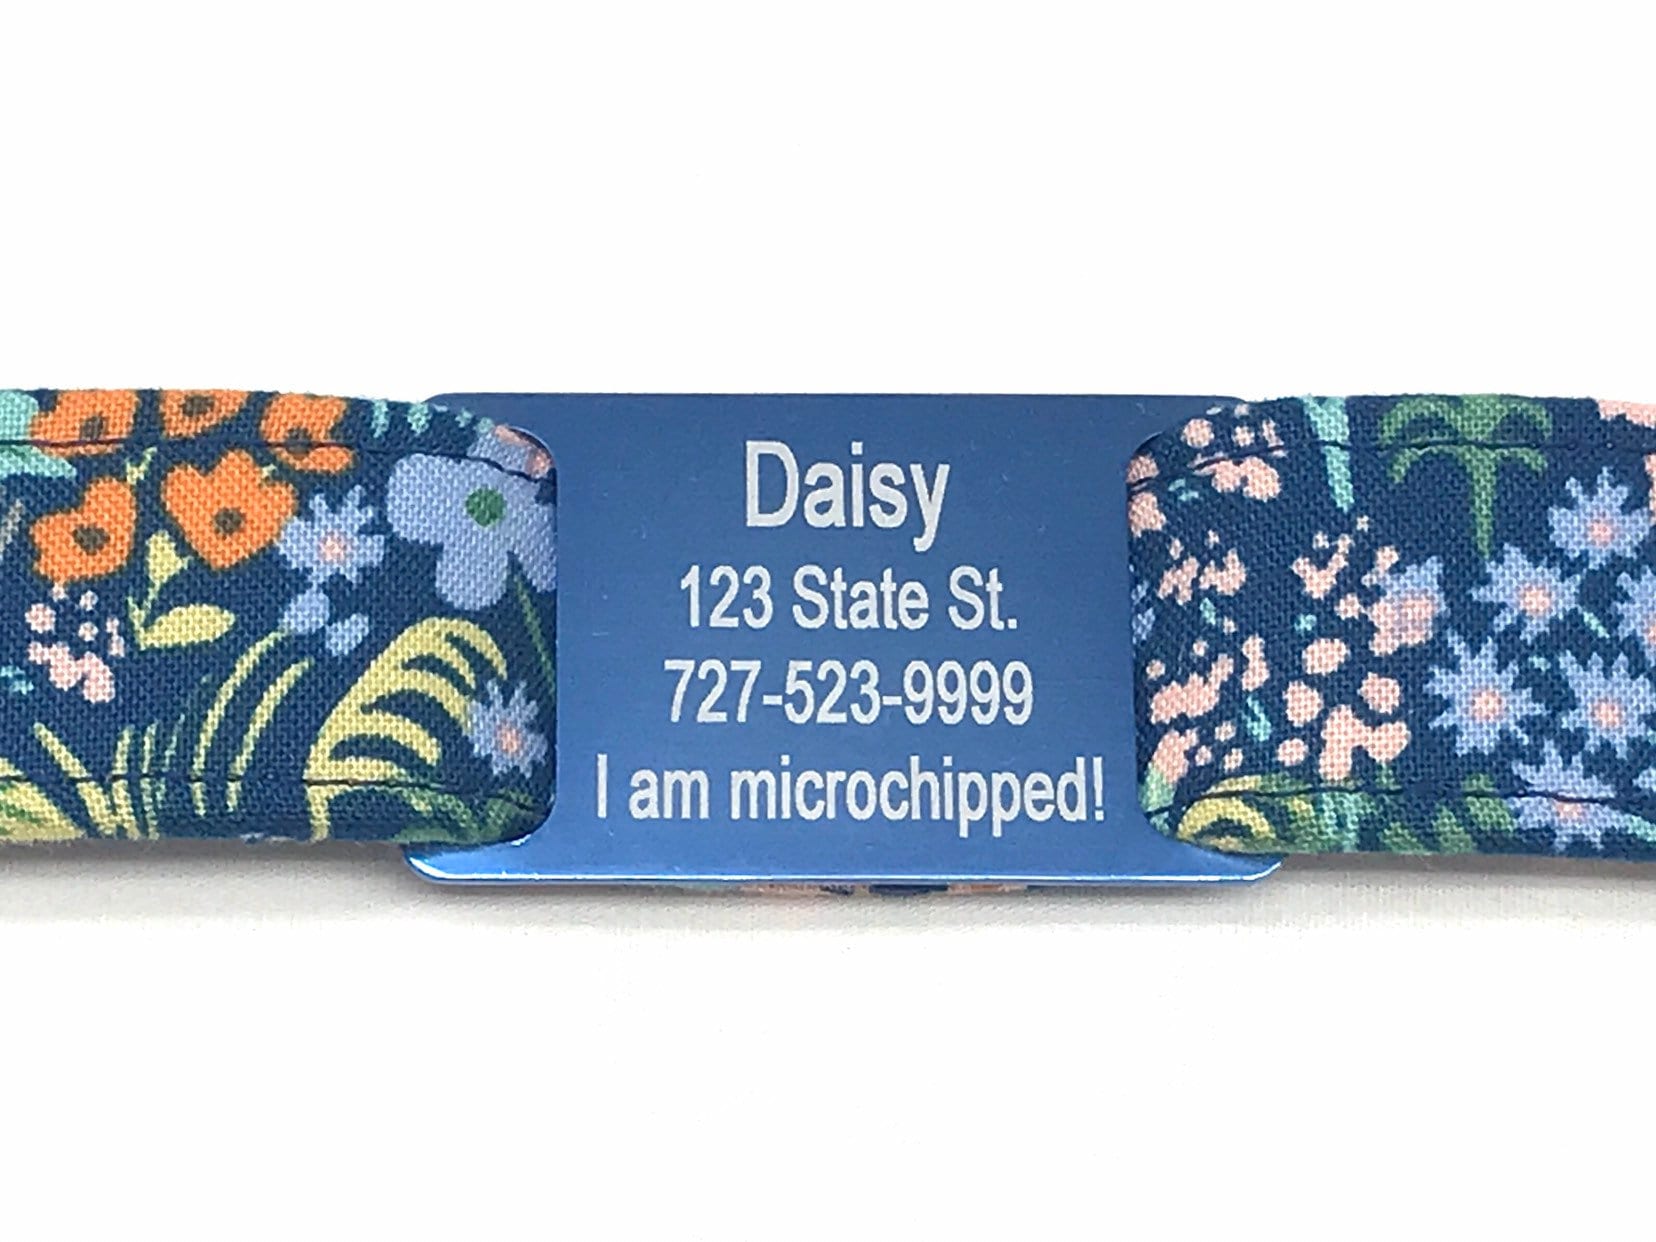 Daisy
123 State St.
727-523-9999
I am microchipped!